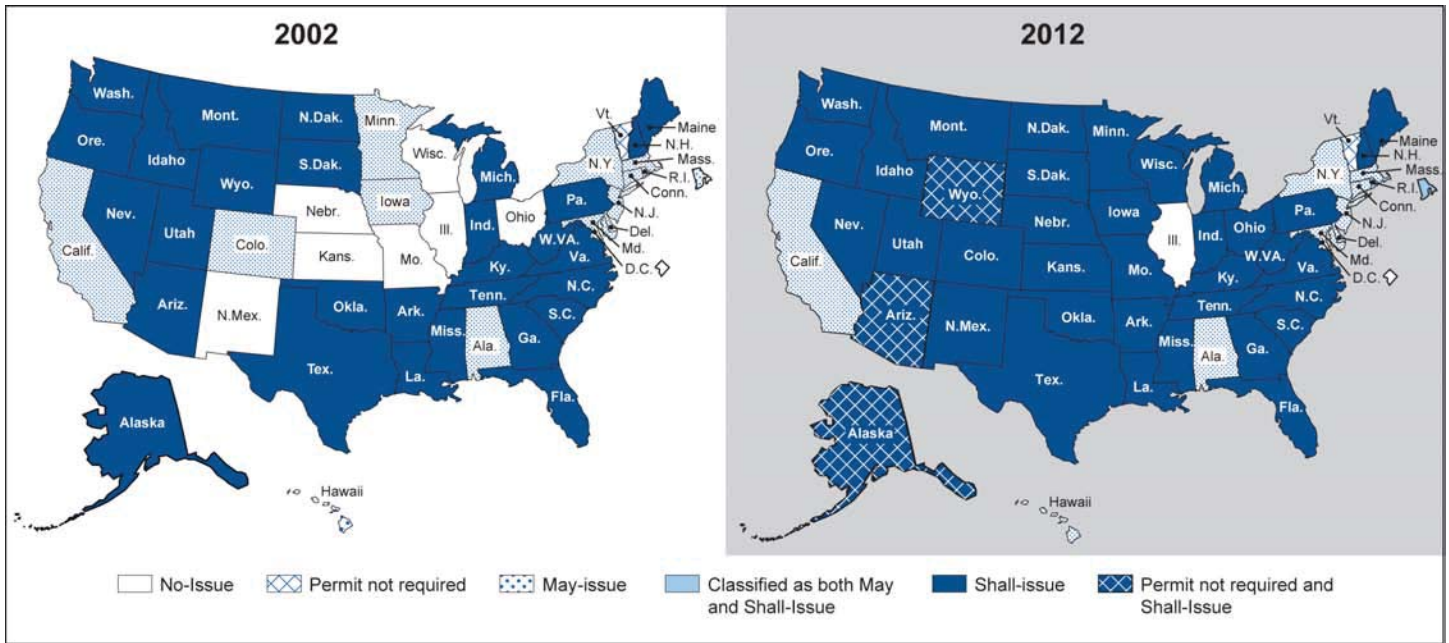 2002
Wash.
Mont.
N.Dak.
Minn.
Ore.
Idaho
S.Dak.
Wisc.
Mich.
Wyo.
Nebr.
Iowa
Nev.
Utah
Colo.
Kans.
Ill.
Ind.
Ohio
Pa.
N.Y.
Vt.
Maine
N.H.
Mass.
R.I.
Conn.
N.J.
Del.
Md.
D.C.
Calif.
Mo.
Ky.
W.VA.
Va.
N.C.
Tenn.
Ariz.
N.Mex.
Okla.
Ark.
S.C.
Miss.
Ala.
Ga.
Tex.
La.
Fla.
Alaska
Hawaii
2012
Wash.
Mont.
N.Dak.
Minn.
Ore.
Idaho
S.Dak.
Wisc.
Mich.
Wyo.
Nebr.
Iowa
Nev.
Utah
Colo.
Kans.
Ill.
Ind.
Ohio
Pa.
N.Y.
Vt.
Maine
N.H.
Mass.
R.I.
Conn.
N.J.
Del.
Md.
D.C.
Calif.
Mo.
Ky.
W.VA.
Va.
N.C.
Tenn.
Ariz.
N.Mex.
Okla.
Ark.
S.C.
Miss.
Ala.
Ga.
Tex.
La.
Fla.
Alaska
Hawaii
No-Issue
Permit not required
May-issue
Classified as both May
and Shall-Issue
Shall-issue
Permit not required and
Shall-Issue